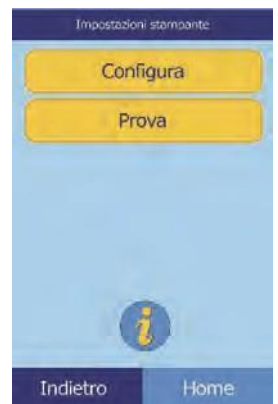 Impostazioni stampante
Configura
Prova
i
Indietro Home